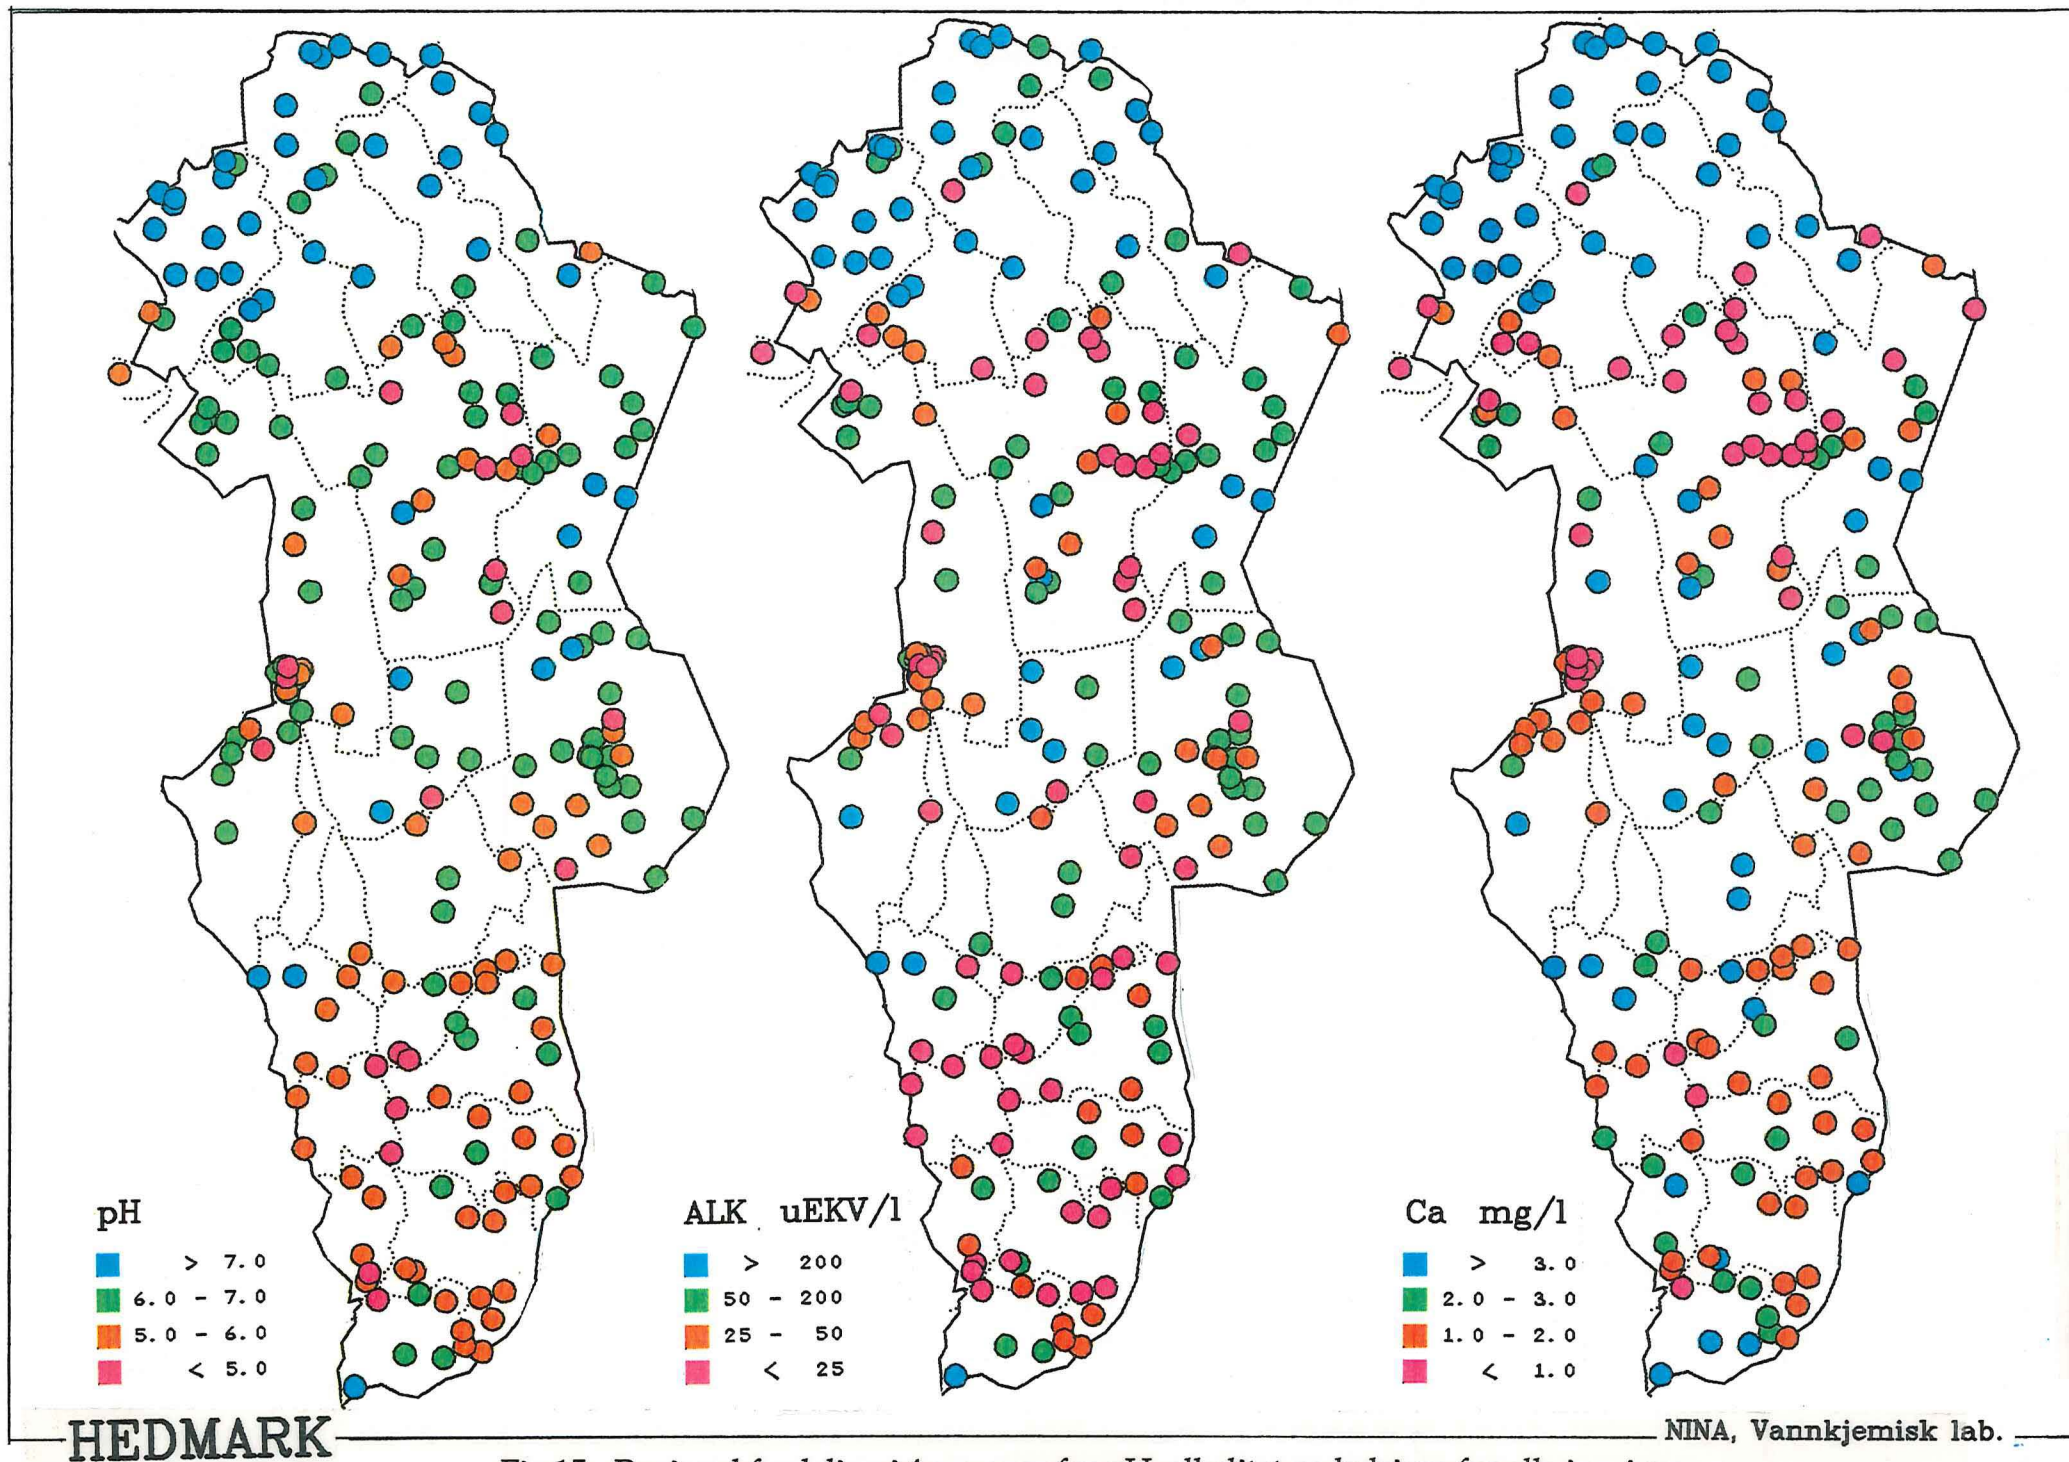 pH
> 7.0
6.0 - 7.0
5.0 - 6.0
< 5.0
ALK uEKV/l
> 200
50 - 200
25 - 50
< 25
Ca mg/l
> 3.0
2.0 - 3.0
1.0 - 2.0
< 1.0
HEDMARK
NINA, Vannkjemisk lab.